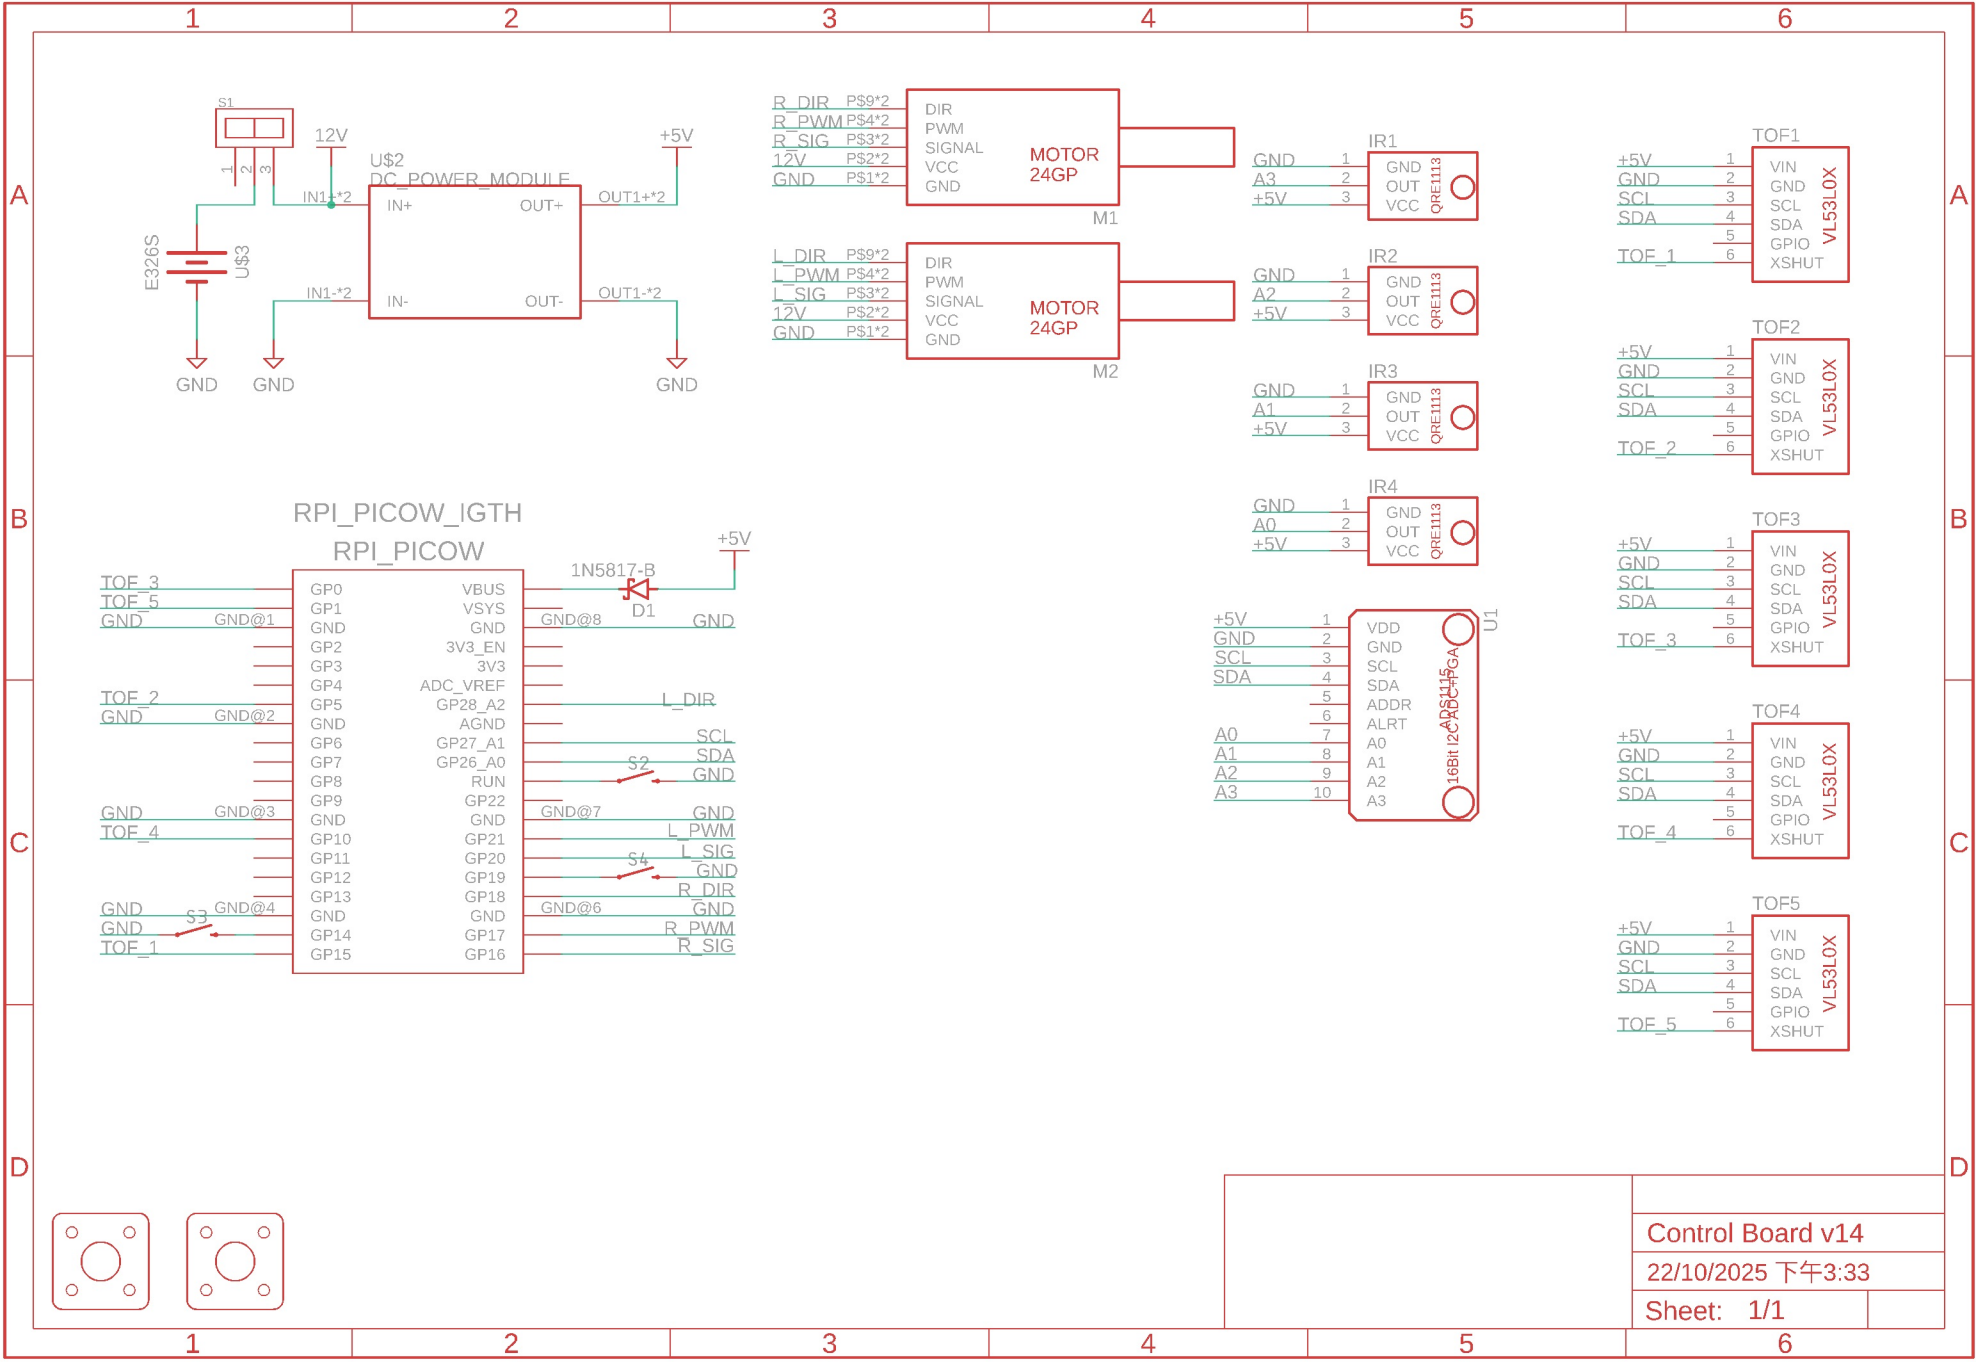 1 2 3 4 5 6
A
B
C
D
A
B
C
D
S1
1 2 3
12V
+5V
U$2
DC_POWER_MODULE
IN1+*2
IN+
OUT+
OUT1+*2
IN1-*2
IN-
OUT-
OUT1-*2
E326S
U$3
GND
GND
GND
R_DIR P$9*2 DIR
R_PWM P$4*2 PWM
R_SIG P$3*2 SIGNAL
12V P$2*2 VCC
GND P$1*2 GND
MOTOR
24GP
M1
L_DIR P$9*2 DIR
L_PWM P$4*2 PWM
L_SIG P$3*2 SIGNAL
12V P$2*2 VCC
GND P$1*2 GND
MOTOR
24GP
M2
IR1
GND 1 GND
A3 2 OUT
+5V 3 VCC
QRE1113
IR2
GND 1 GND
A2 2 OUT
+5V 3 VCC
QRE1113
IR3
GND 1 GND
A1 2 OUT
+5V 3 VCC
QRE1113
IR4
GND 1 GND
A0 2 OUT
+5V 3 VCC
QRE1113
TOF1
+5V 1 VIN
GND 2 GND
SCL 3 SCL
SDA 4 SDA
5 GPIO
TOF_1 6 XSHUT
VL53L0X
TOF2
+5V 1 VIN
GND 2 GND
SCL 3 SCL
SDA 4 SDA
5 GPIO
TOF_2 6 XSHUT
VL53L0X
TOF3
+5V 1 VIN
GND 2 GND
SCL 3 SCL
SDA 4 SDA
5 GPIO
TOF_3 6 XSHUT
VL53L0X
TOF4
+5V 1 VIN
GND 2 GND
SCL 3 SCL
SDA 4 SDA
5 GPIO
TOF_4 6 XSHUT
VL53L0X
TOF5
+5V 1 VIN
GND 2 GND
SCL 3 SCL
SDA 4 SDA
5 GPIO
TOF_5 6 XSHUT
VL53L0X
RPI_PICOW_IGTH
RPI_PICOW
+5V
1N5817-B
D1
TOF_3 GP0 VBUS
TOF_5 GP1 VSYS
GND GND@1 GND GND GND@8 GND
GP2 3V3_EN
GP3 3V3
GP4 ADC_VREF
TOF_2 GP5 GP28_A2 L_DIR
GND GND@2 GND AGND
GP6 GP27_A1 SCL
GP7 GP26_A0 SDA
GP8 RUN S2 GND
GP9 GP22
GND GND@3 GND GND GND@7 GND
TOF_4 GP10 GP21 L_PWM
GP11 GP20 L_SIG
GP12 GP19 S4 GND
GP13 GP18 R_DIR
GND GND@4 GND GND GND@6 GND
GND S3 GP14 GP17 R_PWM
TOF_1 GP15 GP16 R_SIG
U1
+5V 1 VDD
GND 2 GND
SCL 3 SCL
SDA 4 SDA
5 ADDR
6 ALRT
A0 7 A0
A1 8 A1
A2 9 A2
A3 10 A3
ADS1115
16Bit I2C ADC+PGA
Control Board v14
22/10/2025 下午3:33
Sheet: 1/1
1 2 3 4 5 6